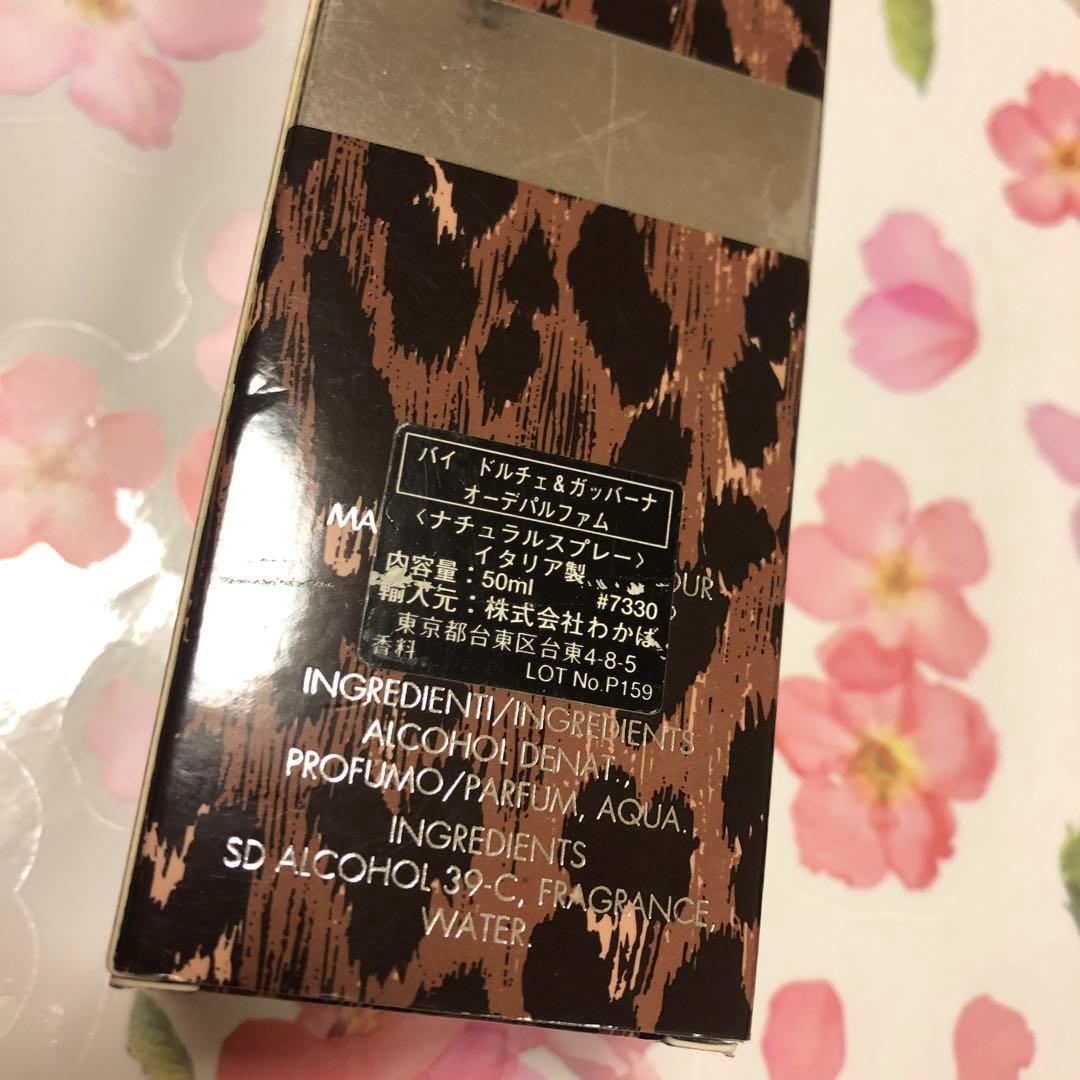 バイ ドルチェ&ガッバーナ
オーデパルファム
〈ナチュラルスプレー〉
イタリア製
内容量:50ml #7330
輸入元:株式会社わかば
東京都台東区台東4-8-5
香料 LOT No.P159
MA
OUR
INGREDIENTI/INGREDIENTS
ALCOHOL DENAT.,
PROFUMO/PARFUM, AQUA.
INGREDIENTS
SD ALCOHOL 39-C, FRAGRANCE,
WATER.